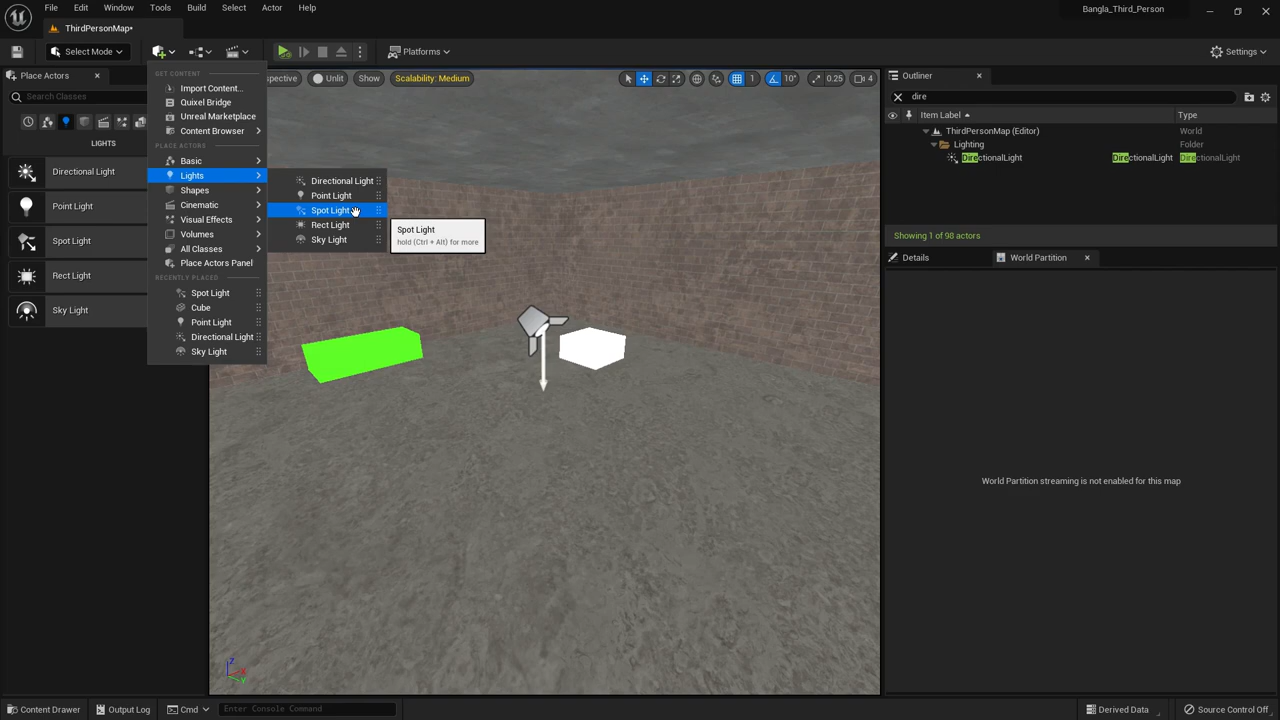 File Edit Window Tools Build Select Actor Help
Bangla_Third_Person
ThirdPersonMap•
Select Mode
Platforms
Settings
Place Actors
Search Classes
LIGHTS
Directional Light
Point Light
Spot Light
Rect Light
Sky Light
GET CONTENT
Import Content...
Quixel Bridge
Unreal Marketplace
Content Browser
PLACE ACTORS
Basic
Lights
Shapes
Cinematic
Visual Effects
Volumes
All Classes
Place Actors Panel
RECENTLY PLACED
Spot Light
Cube
Point Light
Directional Light
Sky Light
Directional Light
Point Light
Spot Light
Rect Light
Sky Light
Spot Light
hold (Ctrl + Alt) for more
spective Unlit Show Scalability: Medium 1 10° 0.25 4
Z
X
Y
Outliner
dire
Item Label Type
ThirdPersonMap (Editor) World
Lighting Folder
DirectionalLight DirectionalLight DirectionalLight
Showing 1 of 98 actors
Details World Partition
World Partition streaming is not enabled for this map
Content Drawer Output Log Cmd Enter Console Command Derived Data Source Control Off